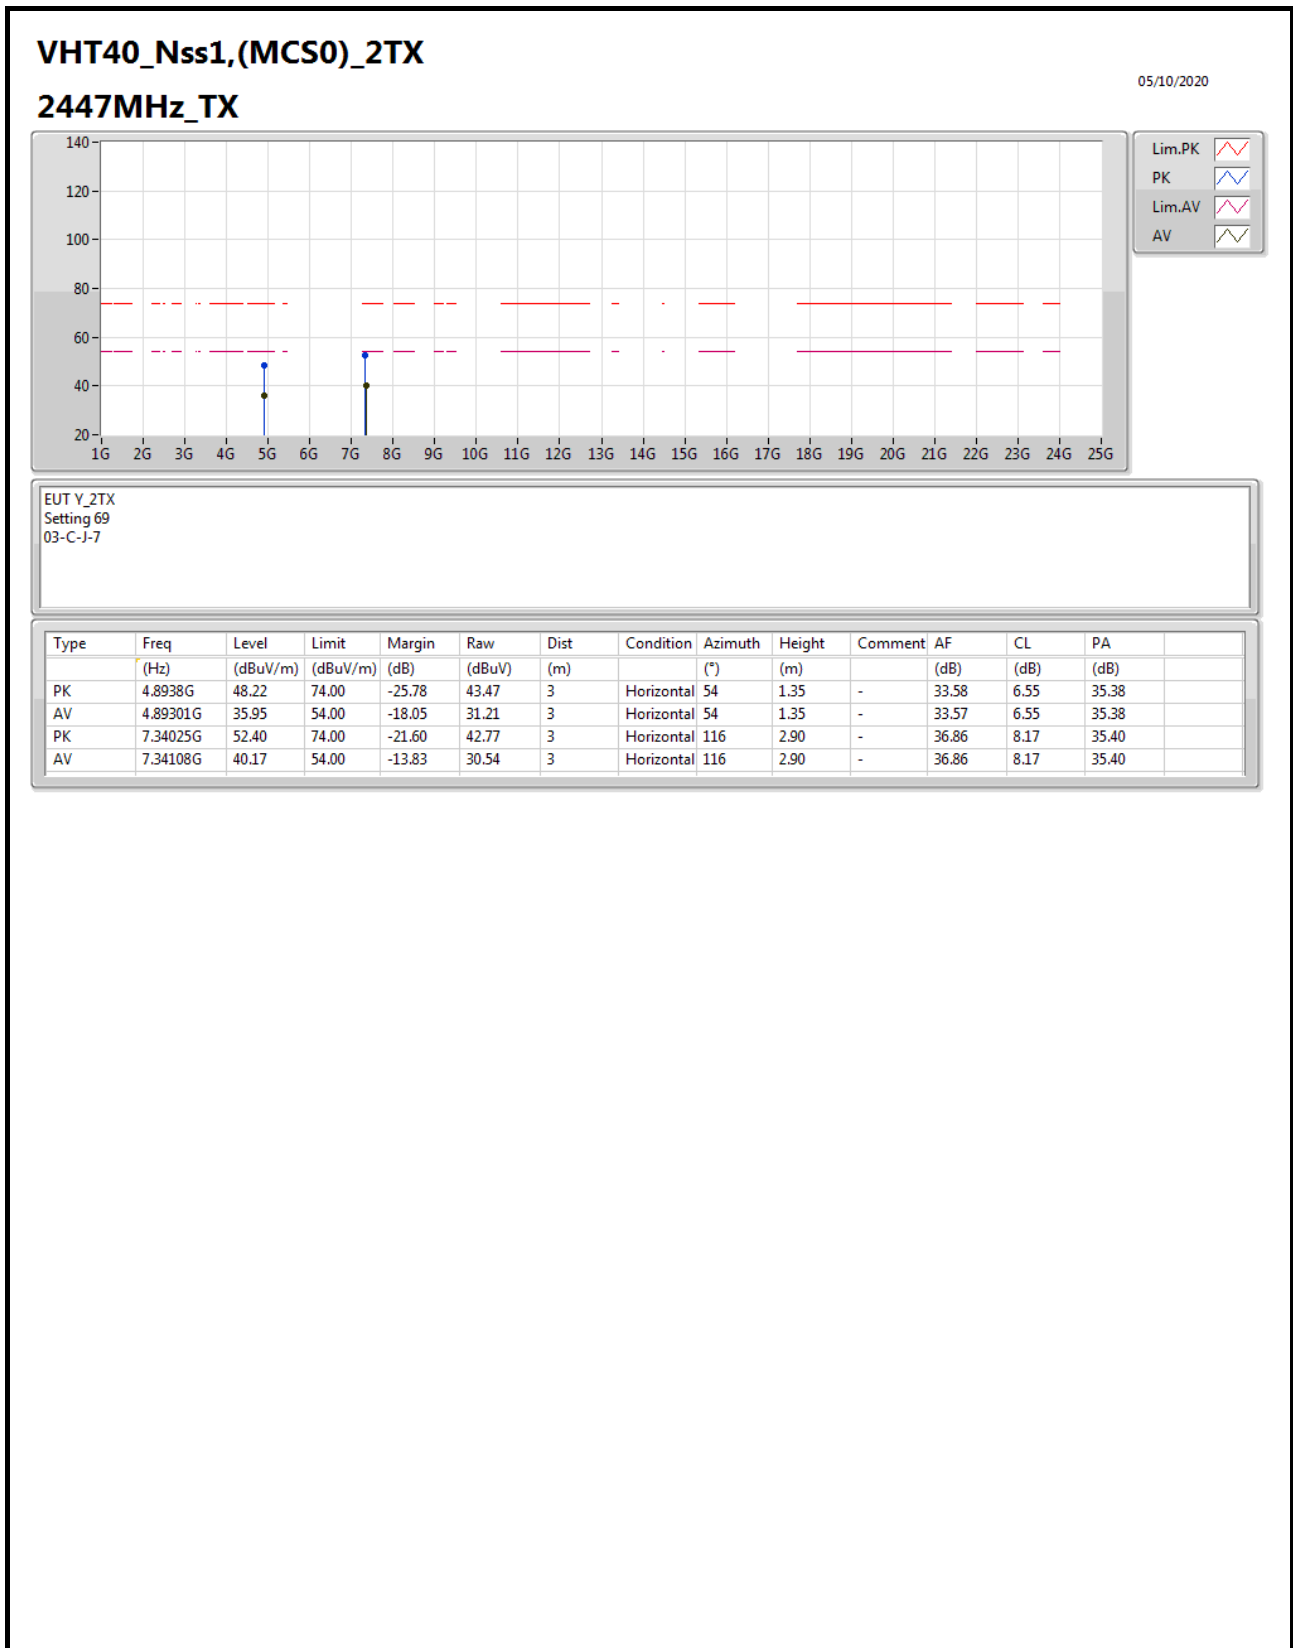 VHT40_Nss1,(MCS0)_2TX
05/10/2020
2447MHz_TX
140
120
100
80
60
40
20
1G 2G 3G 4G 5G 6G 7G 8G 9G 10G 11G 12G 13G 14G 15G 16G 17G 18G 19G 20G 21G 22G 23G 24G 25G
Lim.PK
PK
Lim.AV
AV
EUT Y_2TX
Setting 69
03-C-J-7
Type Freq Level Limit Margin Raw Dist Condition Azimuth Height Comment AF CL PA
(Hz) (dBuV/m) (dBuV/m) (dB) (dBuV) (m) (°) (m) (dB) (dB) (dB)
PK 4.8938G 48.22 74.00 -25.78 43.47 3 Horizontal 54 1.35 - 33.58 6.55 35.38
AV 4.89301G 35.95 54.00 -18.05 31.21 3 Horizontal 54 1.35 - 33.57 6.55 35.38
PK 7.34025G 52.40 74.00 -21.60 42.77 3 Horizontal 116 2.90 - 36.86 8.17 35.40
AV 7.34108G 40.17 54.00 -13.83 30.54 3 Horizontal 116 2.90 - 36.86 8.17 35.40